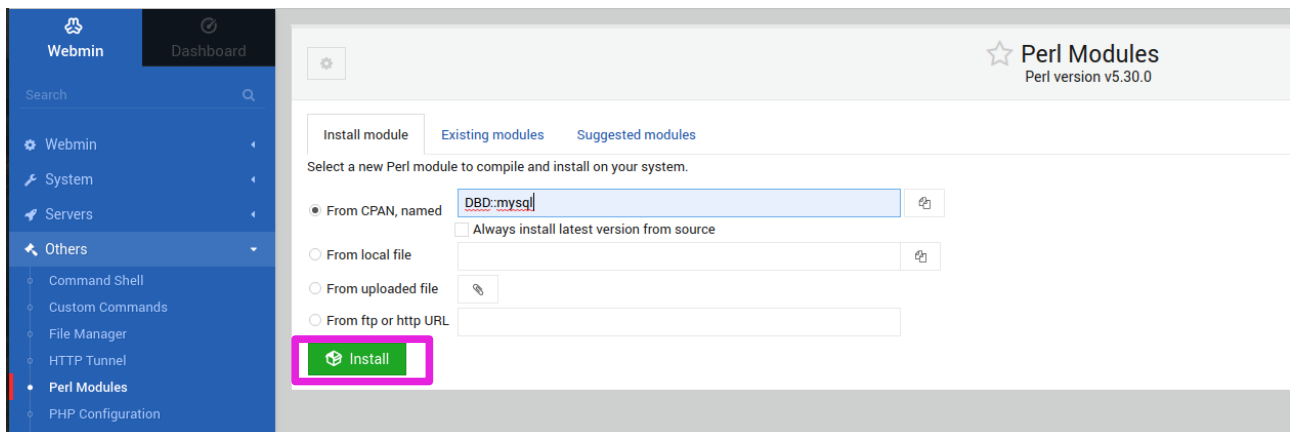 Webmin
Dashboard
Search
Webmin
System
Servers
Others
Command Shell
Custom Commands
File Manager
HTTP Tunnel
Perl Modules
PHP Configuration
Perl Modules
Perl version v5.30.0
Install module Existing modules Suggested modules
Select a new Perl module to compile and install on your system.
From CPAN, named DBD::mysql
Always install latest version from source
From local file
From uploaded file
From ftp or http URL
Install